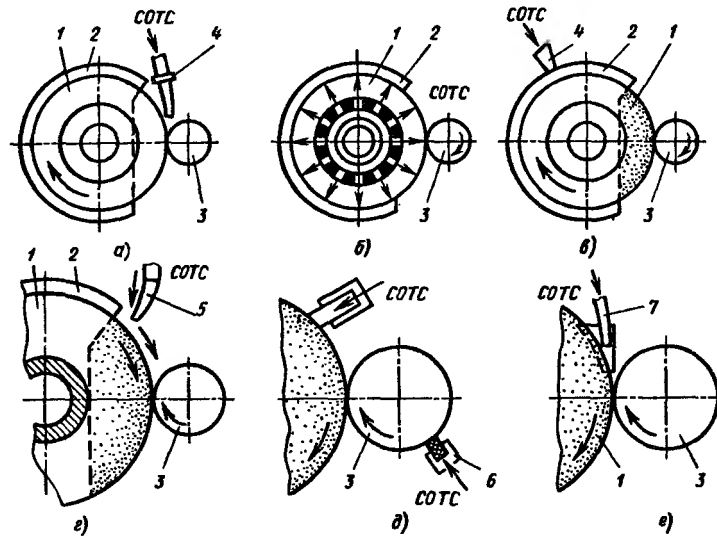 СОТС
1 2 4
3
а)
1 2
СОТС
3
б)
СОТС
4 2 1
3
в)
1 2 СОТС
5
3
г)
СОТС
3 6
СОТС
д)
СОТС 7
1 3
е)